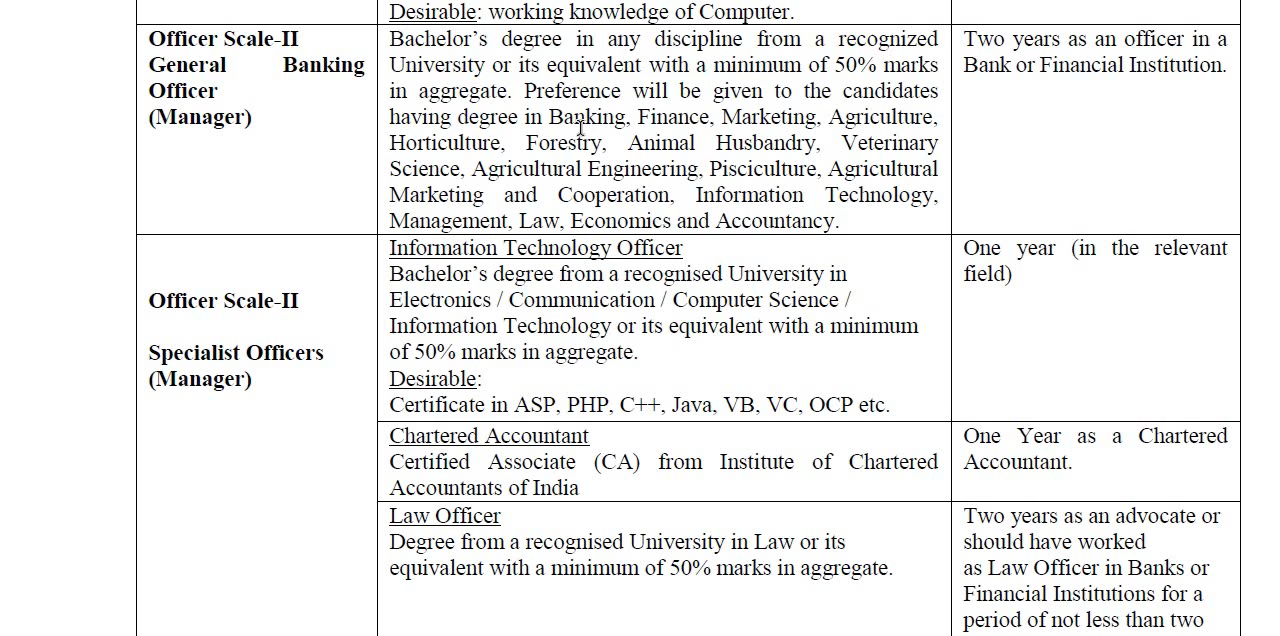 Desirable: working knowledge of Computer.
Officer Scale-II
General Banking
Officer
(Manager)
Bachelor’s degree in any discipline from a recognized
University or its equivalent with a minimum of 50% marks
in aggregate. Preference will be given to the candidates
having degree in Banking, Finance, Marketing, Agriculture,
Horticulture, Forestry, Animal Husbandry, Veterinary
Science, Agricultural Engineering, Pisciculture, Agricultural
Marketing and Cooperation, Information Technology,
Management, Law, Economics and Accountancy.
Two years as an officer in a
Bank or Financial Institution.
Officer Scale-II
Specialist Officers
(Manager)
Information Technology Officer
Bachelor’s degree from a recognised University in
Electronics / Communication / Computer Science /
Information Technology or its equivalent with a minimum
of 50% marks in aggregate.
Desirable:
Certificate in ASP, PHP, C++, Java, VB, VC, OCP etc.
One year (in the relevant
field)
Chartered Accountant
Certified Associate (CA) from Institute of Chartered
Accountants of India
One Year as a Chartered
Accountant.
Law Officer
Degree from a recognised University in Law or its
equivalent with a minimum of 50% marks in aggregate.
Two years as an advocate or
should have worked
as Law Officer in Banks or
Financial Institutions for a
period of not less than two